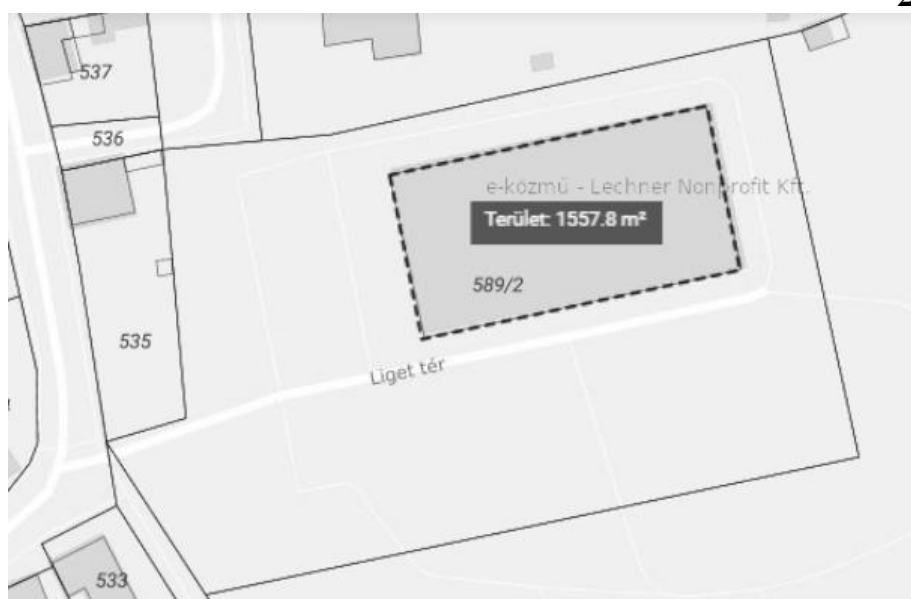 537
536
e-közmű - Lechner Nonprofit Kft.
Terület: 1557.8 m²
589/2
535
Liget tér
533